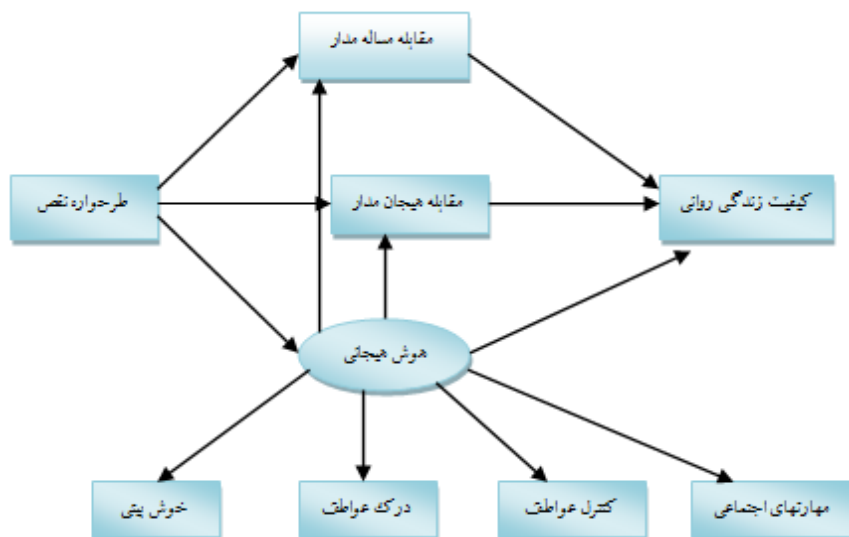 مقابله مساله مدار
طرحواره نقص
مقابله هیجان مدار
کیفیت زندگی روانی
هوش هیجانی
خوش بینی
درک عواطف
کنترل عواطف
مهارتهای اجتماعی